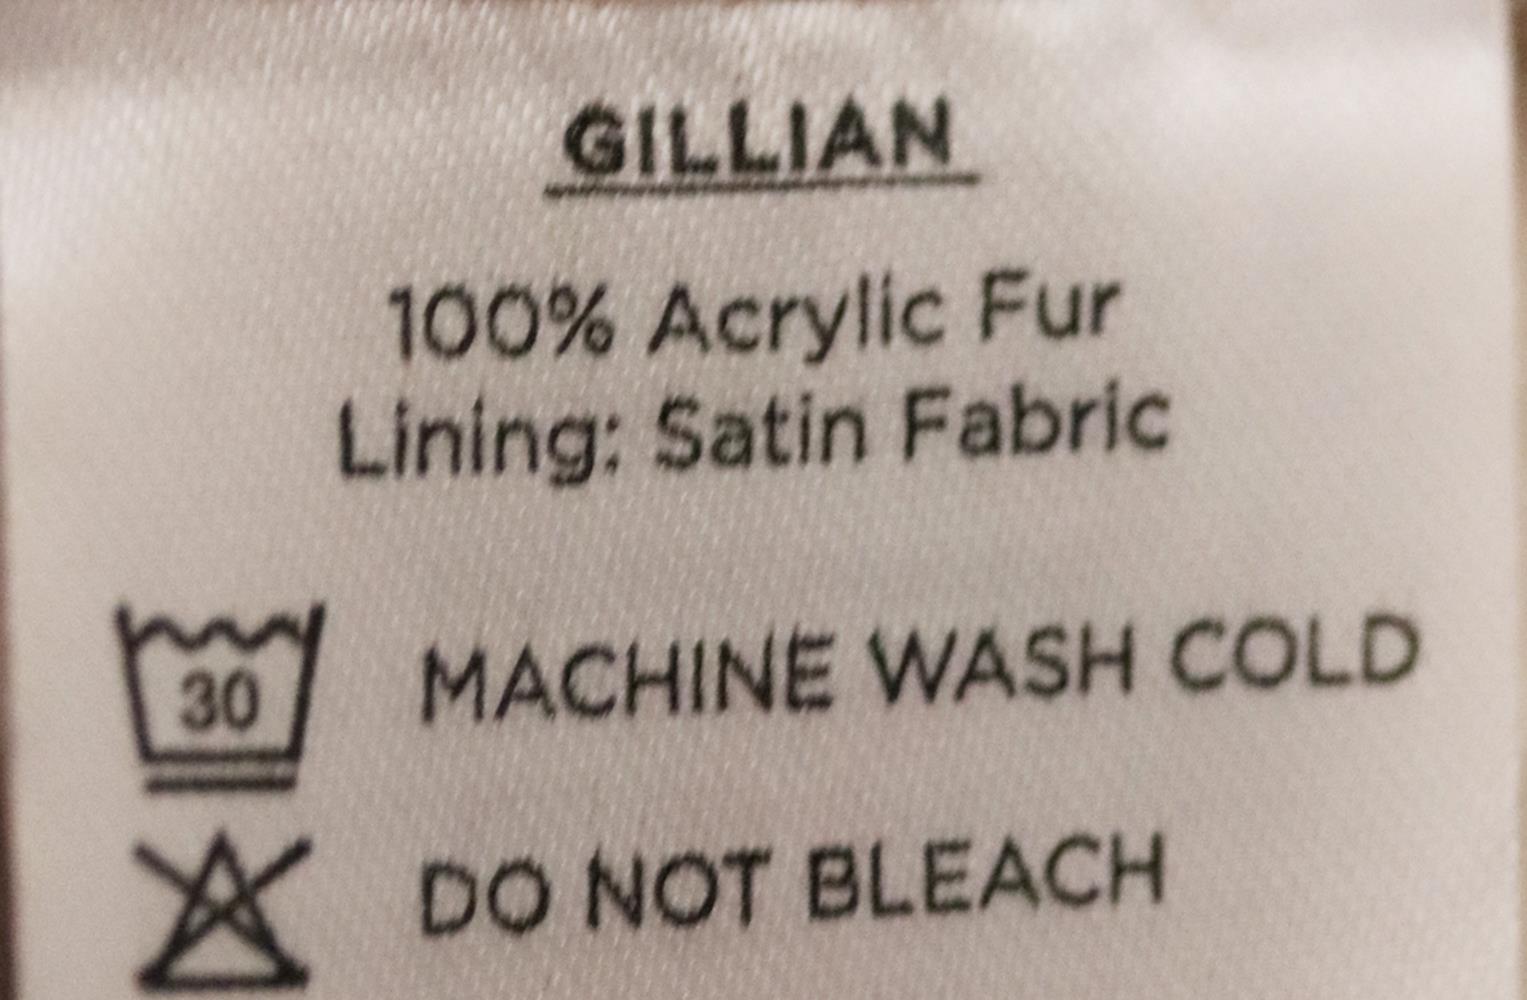 GILLIAN
100% Acrylic Fur
Lining: Satin Fabric
30 MACHINE WASH COLD
DO NOT BLEACH